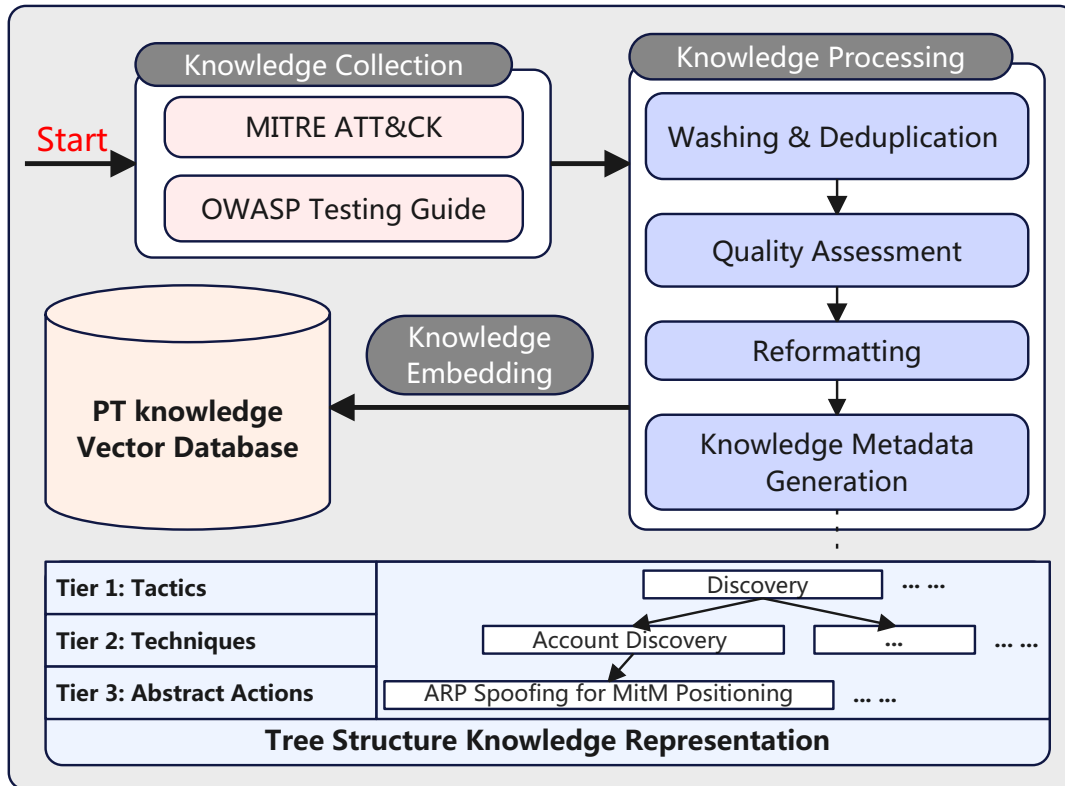 Knowledge Collection
Knowledge Processing
Start
MITRE ATT&CK
OWASP Testing Guide
Washing & Deduplication
Quality Assessment
Reformatting
Knowledge Metadata
Generation
Knowledge
Embedding
PT knowledge
Vector Database
Tier 1: Tactics
Discovery
... ...
Tier 2: Techniques
Account Discovery
...
... ...
Tier 3: Abstract Actions
ARP Spoofing for MitM Positioning
... ...
Tree Structure Knowledge Representation